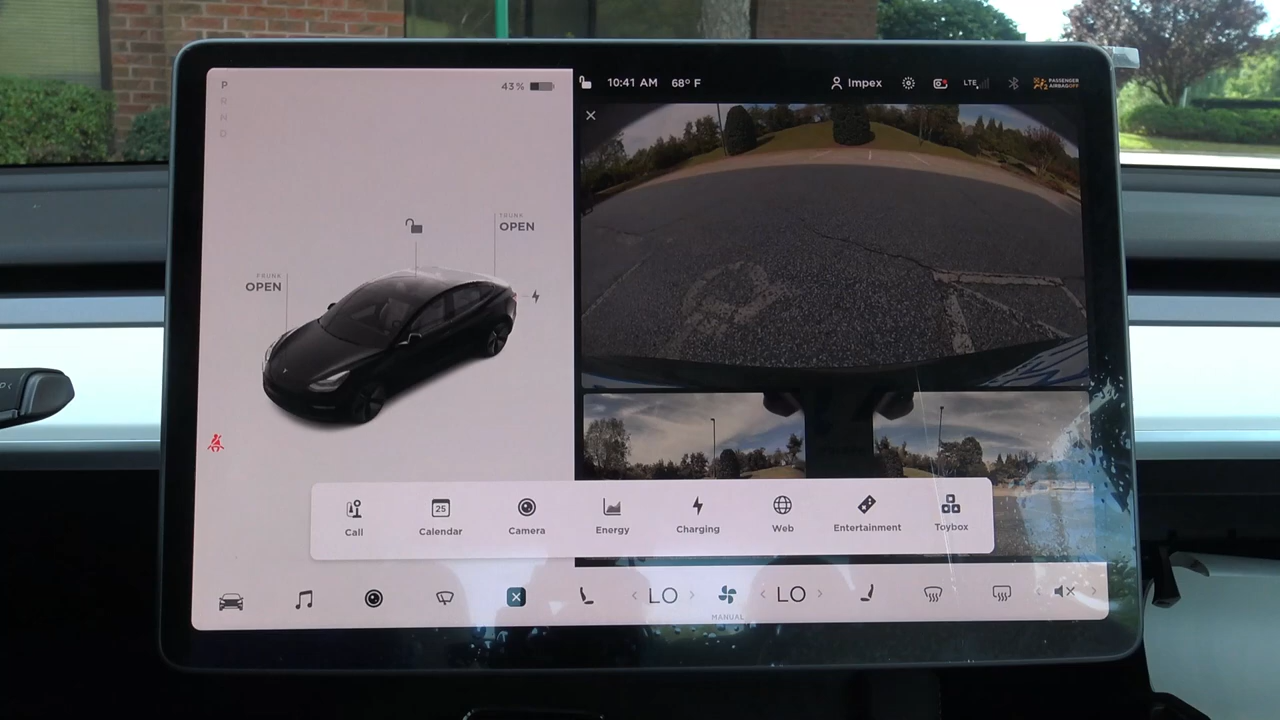 P
R
N
D
43 %
10:41 AM
68° F
Impex
LTE
PASSENGER
AIRBAG OFF
TRUNK
OPEN
FRUNK
OPEN
Call
25
Calendar
Camera
Energy
Charging
Web
Entertainment
Toybox
LO
LO
MANUAL